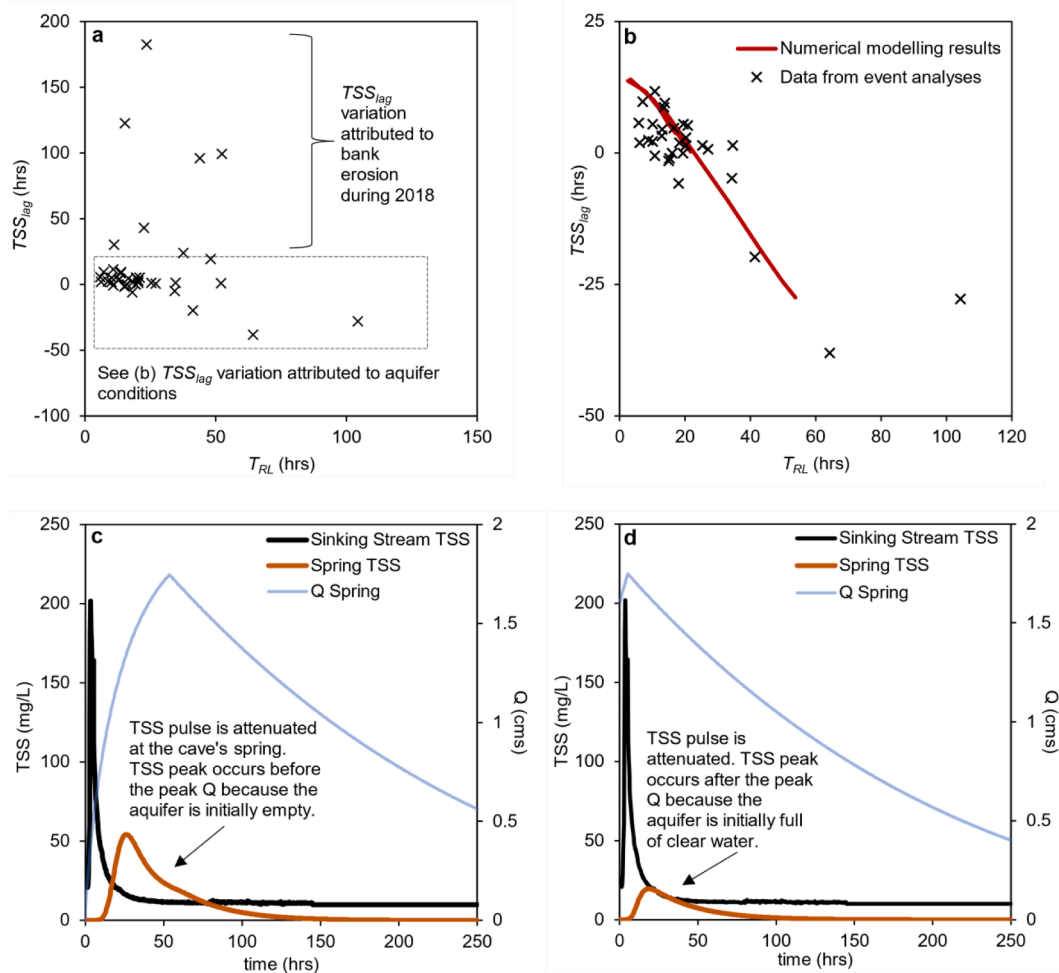 a
200
150
100
50
0
-50
-100
0
50
100
150
TSSlag (hrs)
TRL (hrs)
TSSlag
variation
attributed to
bank
erosion
during 2018
See (b) TSSlag variation attributed to aquifer
conditions
b
25
0
-25
-50
0
20
40
60
80
100
120
TSSlag (hrs)
TRL (hrs)
Numerical modelling results
Data from event analyses
c
250
200
150
100
50
0
TSS (mg/L)
2
1.5
1
0.5
0
Q (cms)
0
50
100
150
200
250
time (hrs)
Sinking Stream TSS
Spring TSS
Q Spring
TSS pulse is attenuated
at the cave's spring.
TSS peak occurs before
the peak Q because the
aquifer is initially empty.
d
250
200
150
100
50
0
TSS (mg/L)
2
1.5
1
0.5
0
Q (cms)
0
50
100
150
200
250
time (hrs)
Sinking Stream TSS
Spring TSS
Q Spring
TSS pulse is
attenuated. TSS peak
occurs after the peak
Q because the
aquifer is initially full
of clear water.